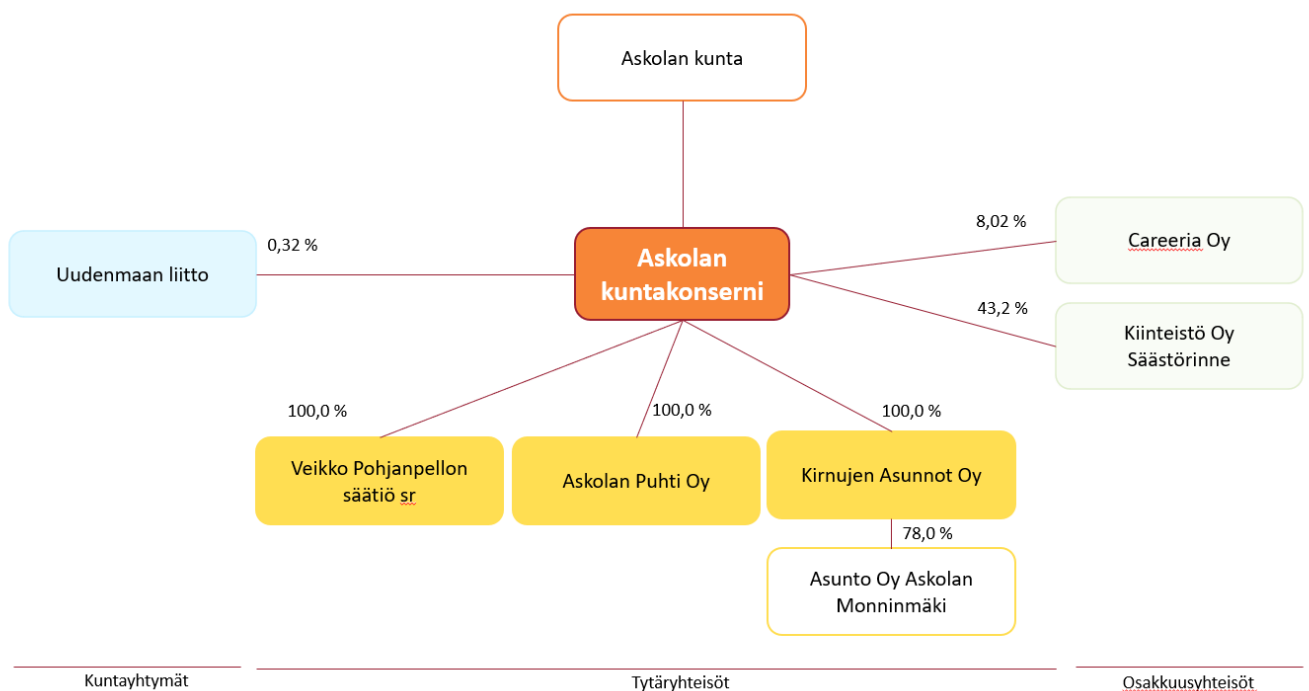 Askolan kunta
Uudenmaan liitto
0,32 %
Askolan
kuntakonserni
8,02 %
Careeria Oy
43,2 %
Kiinteistö Oy
Säästörinne
100,0 %
100,0 %
100,0 %
Veikko Pohjanpellon
säätiö sr
Askolan Puhti Oy
Kirnujen Asunnot Oy
78,0 %
Asunto Oy Askolan
Monninmäki
Kuntayhtymät
Tytäryhteisöt
Osakkuusyhteisöt